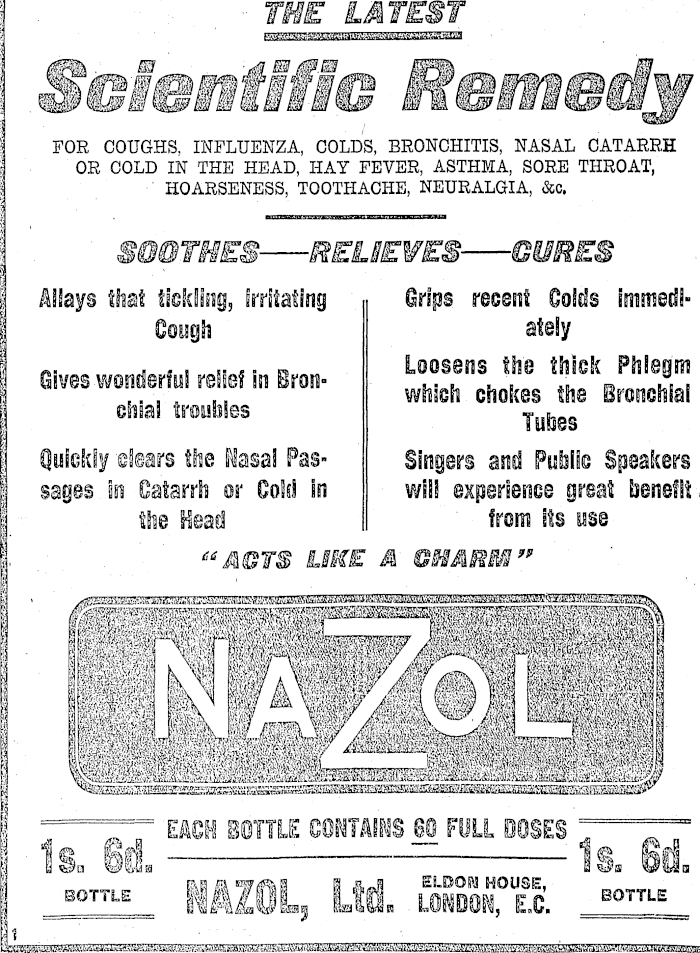 THE LATEST
Scientific Remedy
FOR COUGHS, INFLUENZA, COLDS, BRONCHITIS, NASAL CATARRH
OR COLD IN THE HEAD, HAY FEVER, ASTHMA, SORE THROAT,
HOARSENESS, TOOTHACHE, NEURALGIA, &c.
SOOTHES—RELIEVES—CURES
Allays that tickling, irritating
Cough
Gives wonderful relief in Bron-
chial troubles
Quickly clears the Nasal Pas-
sages in Catarrh or Cold in
the Head
Grips recent Colds immedi-
ately
Loosens the thick Phlegm
which chokes the Bronchial
Tubes
Singers and Public Speakers
will experience great benefit
from its use
"ACTS LIKE A CHARM"
NAZOL
1s. 6d.
BOTTLE
EACH BOTTLE CONTAINS 60 FULL DOSES
NAZOL, Ltd.
ELDON HOUSE,
LONDON, E.C.
1s. 6d.
BOTTLE
1